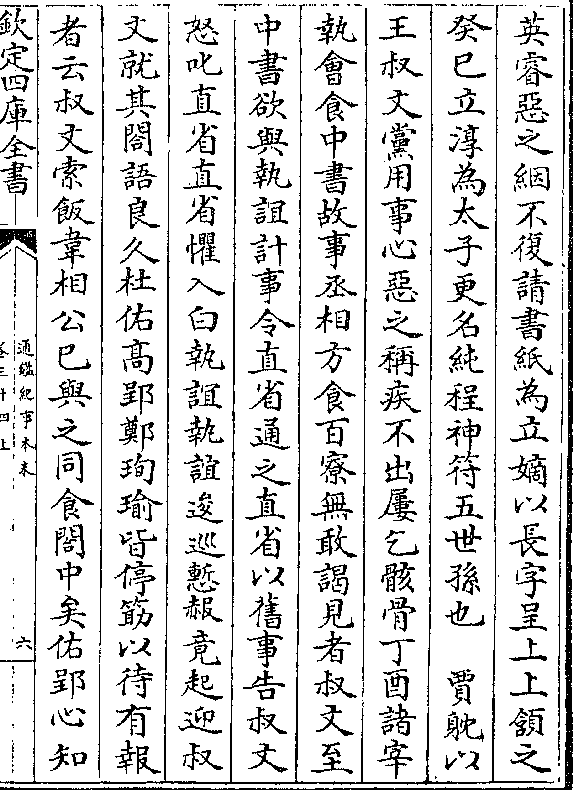 英睿惡之絪不復請書紙為立嫡以長字呈上上頷之
癸巳立淳為太子更名純程神符五世孫也　賈耽以
王叔文黨用事心惡之稱疾不出屢乞骸骨丁酉諸宰
執會食中書故事丞相方食百寮無敢謁見者叔文至
中書欲與執誼計事令直省通之直省以舊事告叔文
怒叱直省直省懼入白執誼執誼逡巡慙赧竟起迎叔
文就其閤語良久杜佑高郢鄭珣瑜皆停筯以待有報
者云叔文索飯韋相公已與之同食閤中矣佑郢心知
欽定四庫全書
通鑑紀事本末
卷三十四上
六